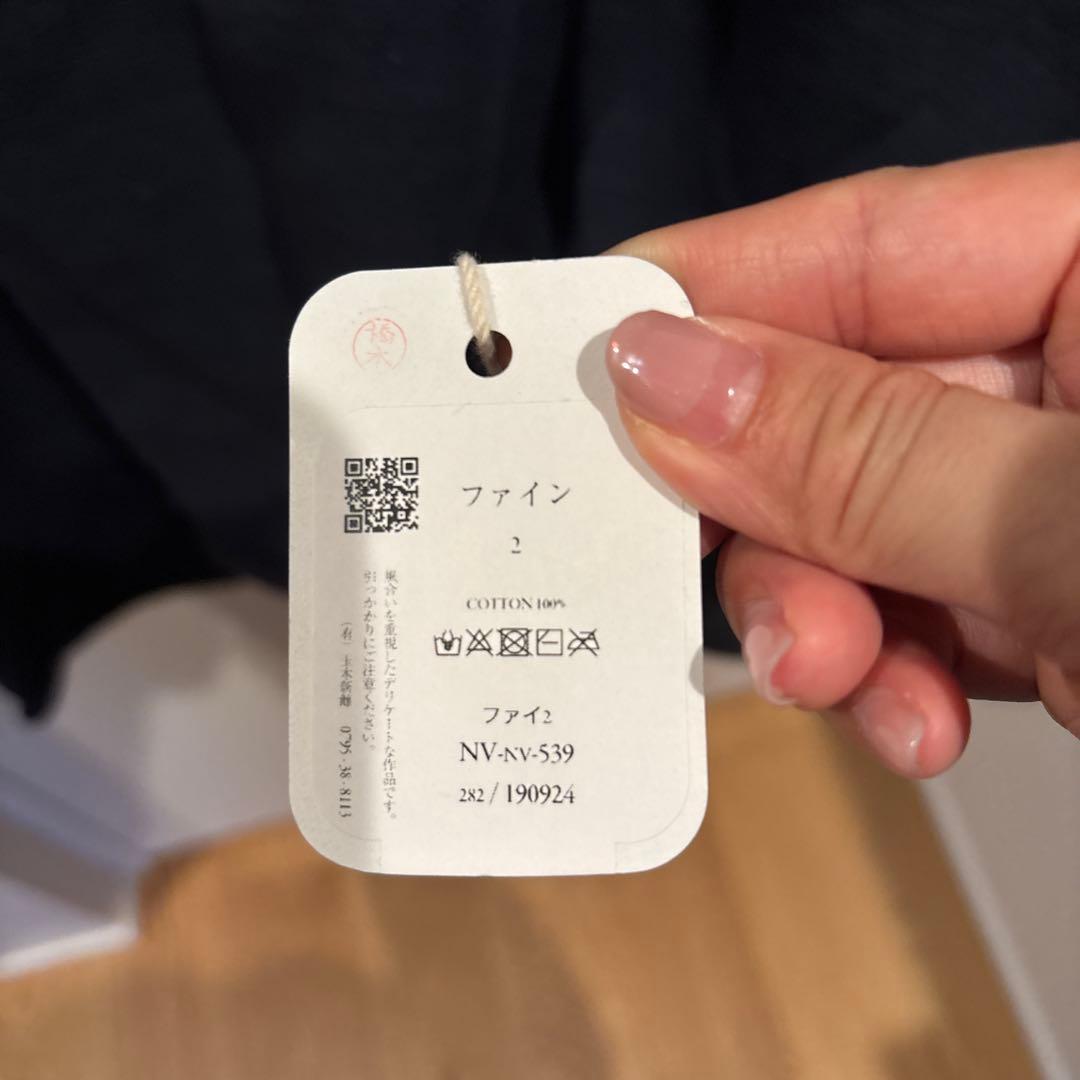 ファイン
2
COTTON 100%
ファイ2
NV-NV-539
282 / 190924
風合いを重視したデリケートな作品です。
引っかかりにご注意ください。
(有) 玉木新雌 0795・38・8113